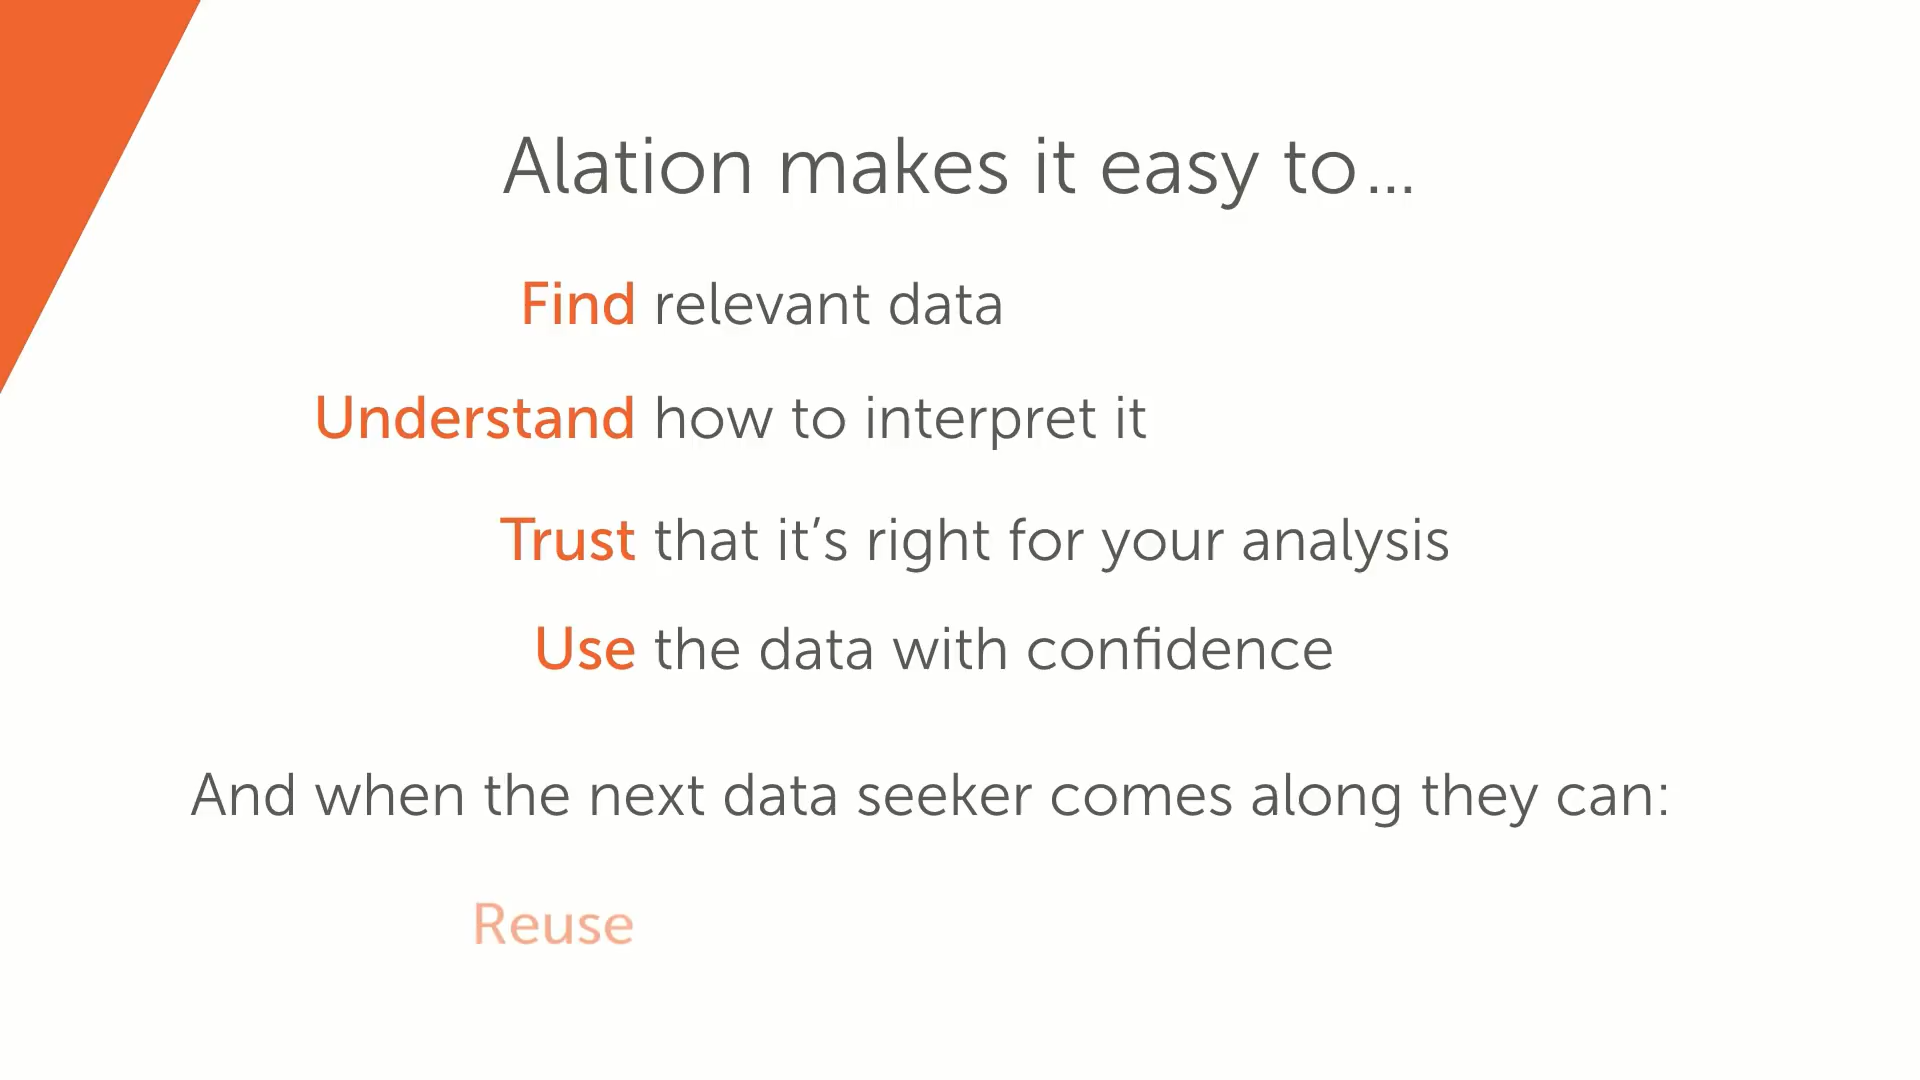 Alation makes it easy to...
Find relevant data
Understand how to interpret it
Trust that it’s right for your analysis
Use the data with confidence
And when the next data seeker comes along they can:
Reuse